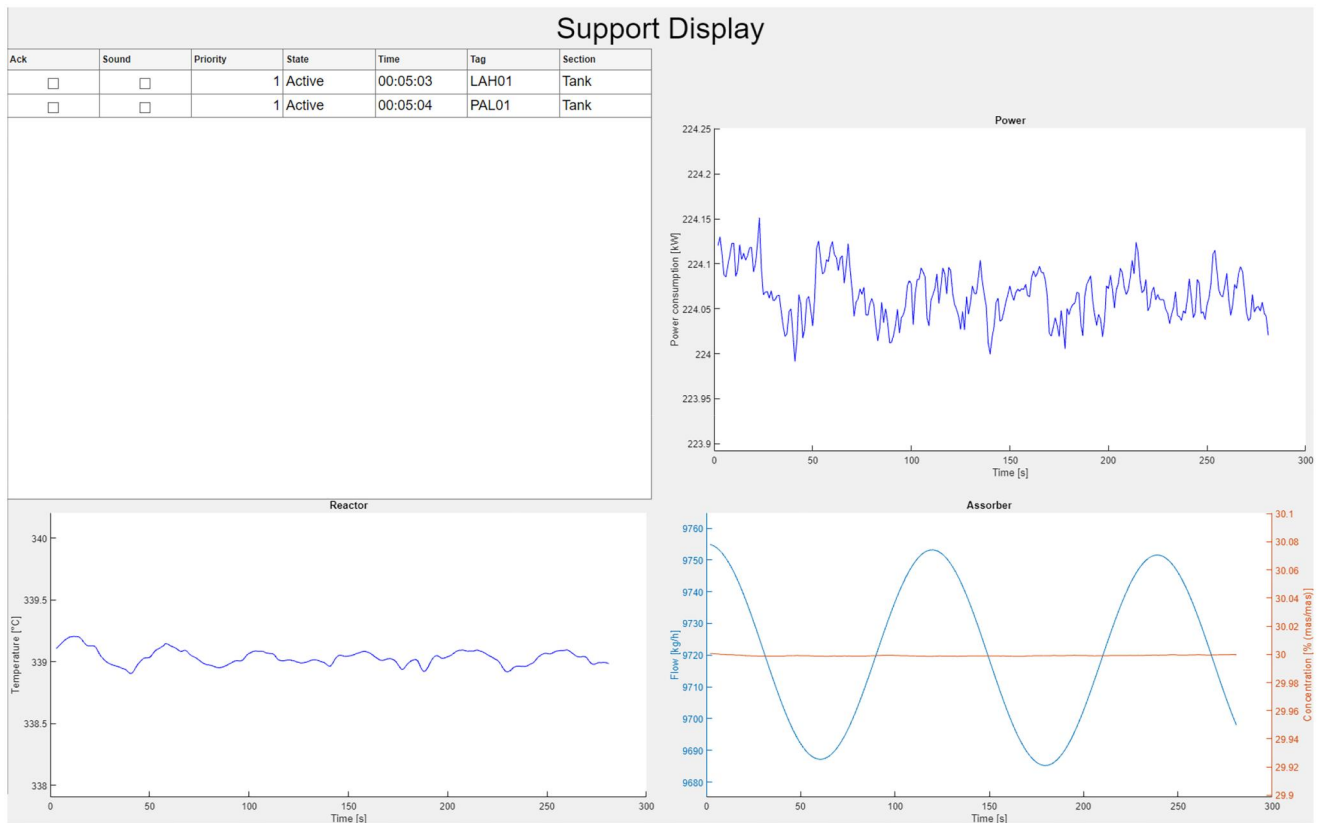 Support Display
Ack Sound Priority State Time Tag Section
1 Active 00:05:03 LAH01 Tank
1 Active 00:05:04 PAL01 Tank
Power
224.25
224.2
224.15
224.1
224.05
224
223.95
223.9
Power consumption [kW]
0 50 100 150 200 250 300
Time [s]
Reactor
340
339.5
339
338.5
338
Temperature [°C]
0 50 100 150 200 250 300
Time [s]
Assorber
9760
9750
9740
9730
9720
9710
9700
9690
9680
Flow [kg/h]
30.1
30.08
30.06
30.04
30.02
30
29.98
29.96
29.94
29.92
29.9
Concentration [% (mas/mas)]
0 50 100 150 200 250 300
Time [s]